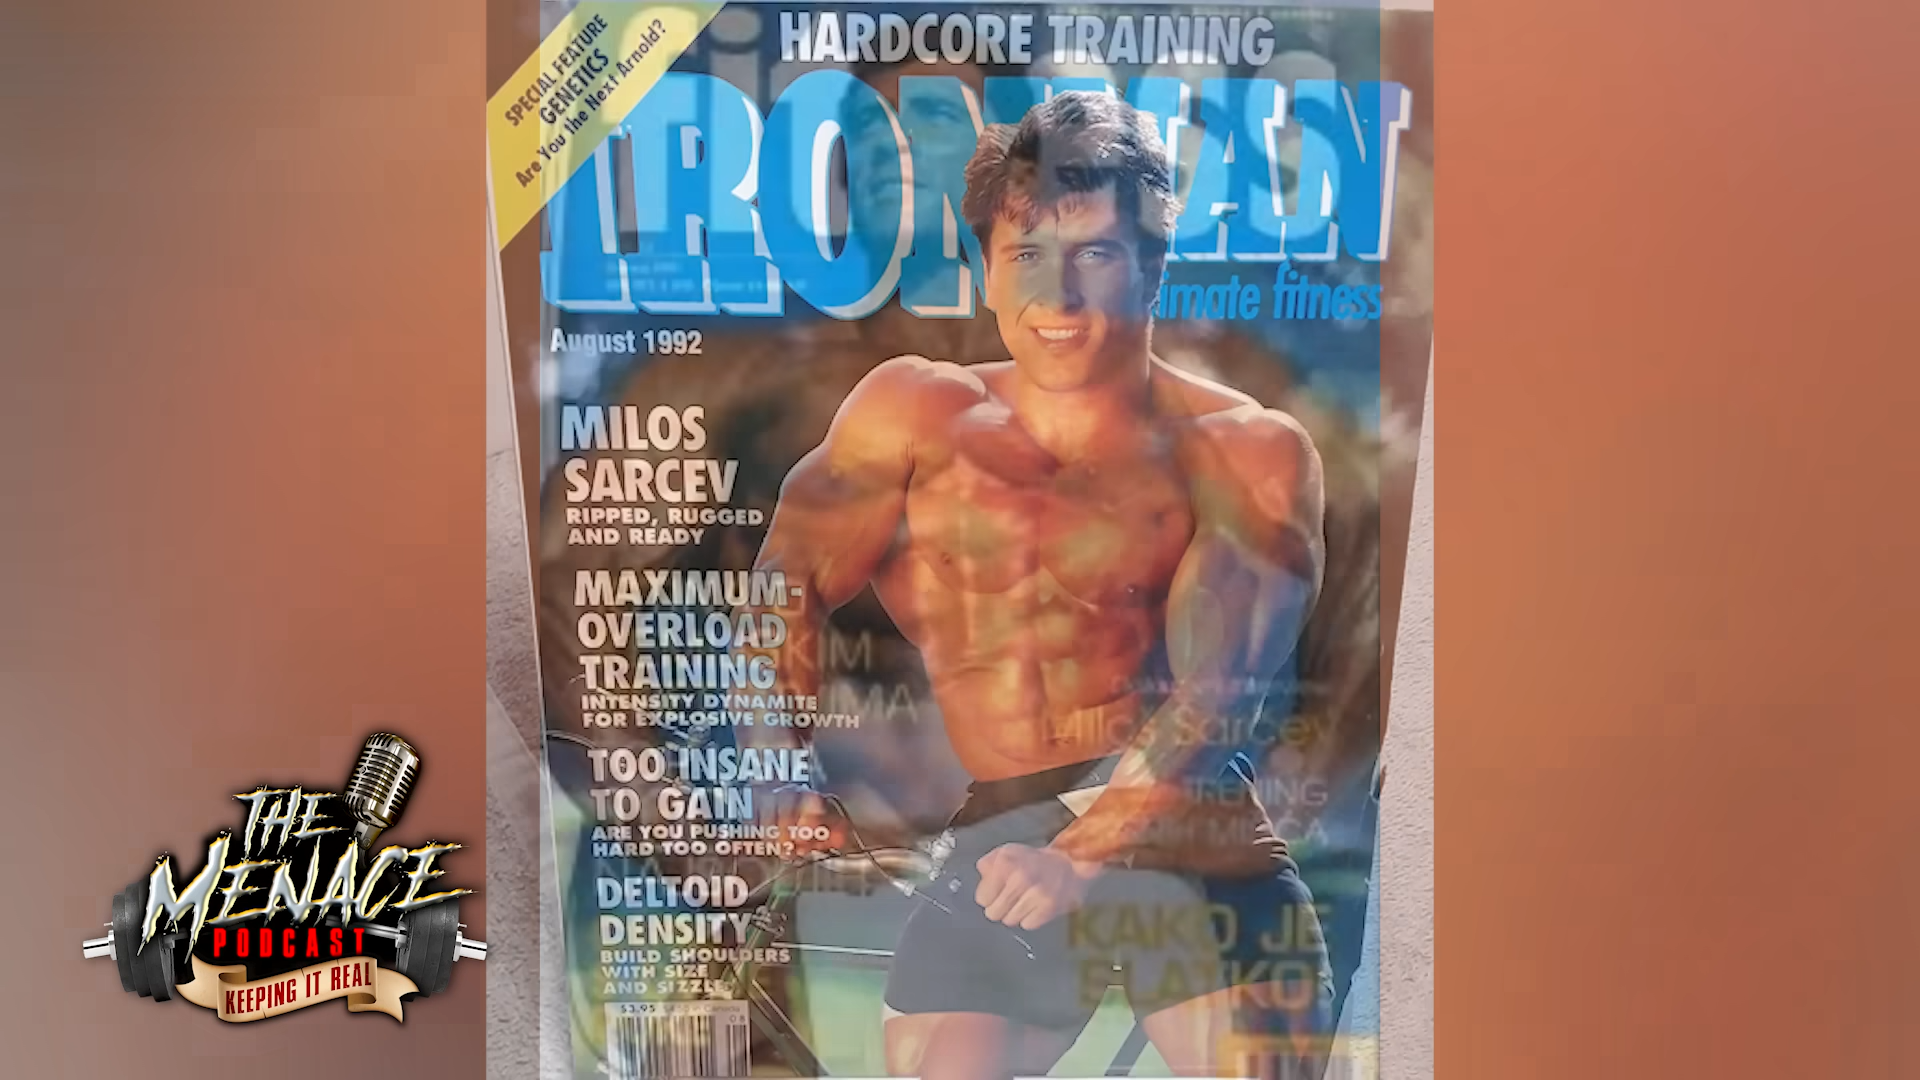 SPECIAL FEATURE
GENETICS
Are You the Next Arnold?
HARDCORE TRAINING
IRONMAN
fitness
August 1992
MILOS
SARCEV
RIPPED, RUGGED
AND READY
MAXIMUM-
OVERLOAD
TRAINING
INTENSITY DYNAMITE
FOR EXPLOSIVE GROWTH
TOO INSANE
TO GAIN
ARE YOU PUSHING TOO
HARD TOO OFTEN?
DELTOID
DENSITY
BUILD SHOULDERS
WITH SIZE
AND SIZZLE
$3.95
08
Milos Sarcev
TRENING
KAKO JE
THE
MENACE
PODCAST
KEEPING IT REAL